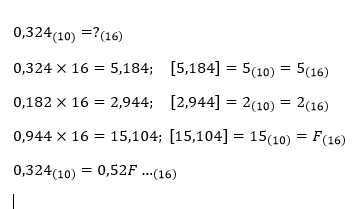 0,324₍₁₀₎ =?₍₁₆₎
0,324 × 16 = 5,184; [5,184] = 5₍₁₀₎ = 5₍₁₆₎
0,182 × 16 = 2,944; [2,944] = 2₍₁₀₎ = 2₍₁₆₎
0,944 × 16 = 15,104; [15,104] = 15₍₁₀₎ = F₍₁₆₎
0,324₍₁₀₎ = 0,52F …₍₁₆₎